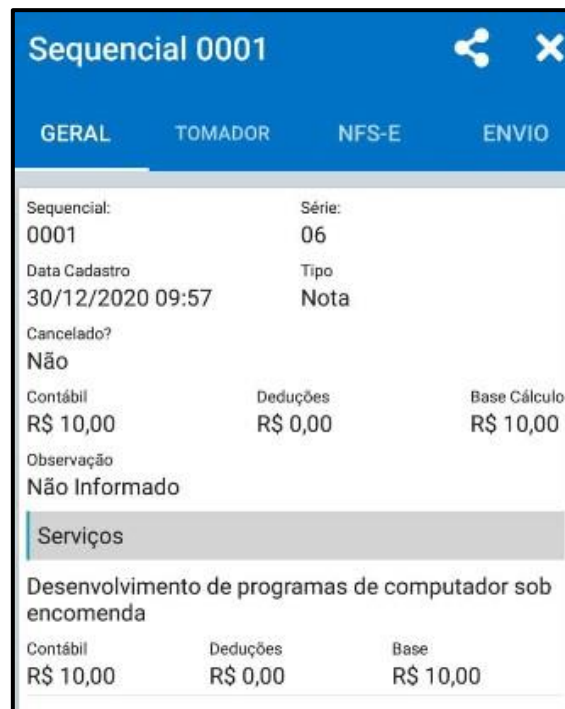 Sequencial 0001
GERAL TOMADOR NFS-E ENVIO
Sequencial: Série:
0001 06
Data Cadastro Tipo
30/12/2020 09:57 Nota
Cancelado?
Não
Contábil Deduções Base Cálculo
R$ 10,00 R$ 0,00 R$ 10,00
Observação
Não Informado
Serviços
Desenvolvimento de programas de computador sob
encomenda
Contábil Deduções Base
R$ 10,00 R$ 0,00 R$ 10,00